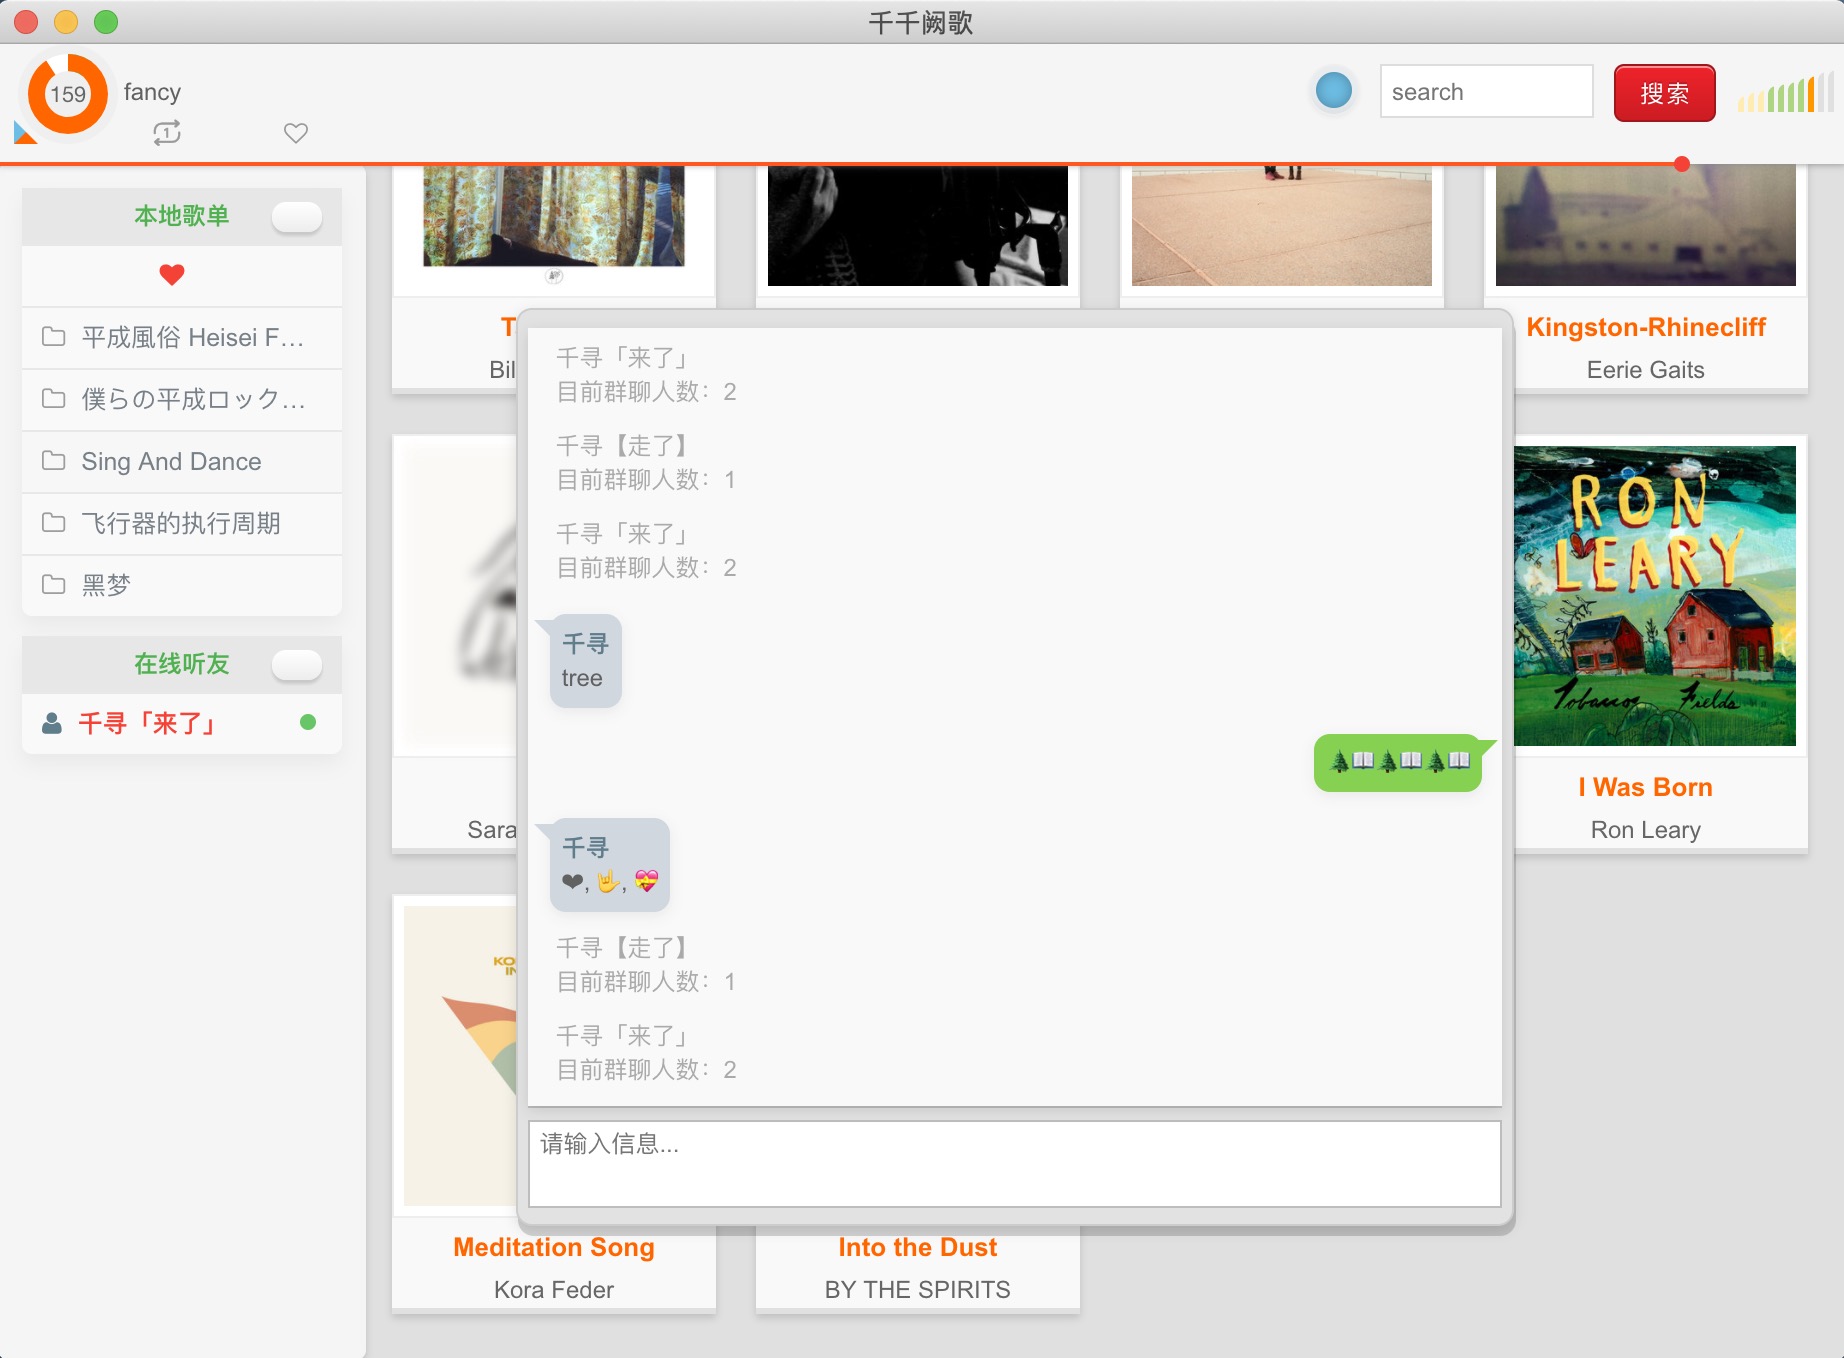 千千阙歌
159
fancy
1
search
搜索
本地歌单
平成風俗 Heisei F…
僕らの平成ロック…
Sing And Dance
飞行器的执行周期
黑梦
在线听友
千寻「来了」
T
Bil
Kingston-Rhinecliff
Eerie Gaits
千寻「来了」
目前群聊人数：2
千寻【走了】
目前群聊人数：1
千寻「来了」
目前群聊人数：2
千寻
tree
🌲📖🌲📖🌲📖
千寻
❤, 🤟, 💝
千寻【走了】
目前群聊人数：1
千寻「来了」
目前群聊人数：2
请输入信息...
Sara
RON
LEARY
Tobacco Fields
I Was Born
Ron Leary
KO
IN
Meditation Song
Kora Feder
Into the Dust
BY THE SPIRITS